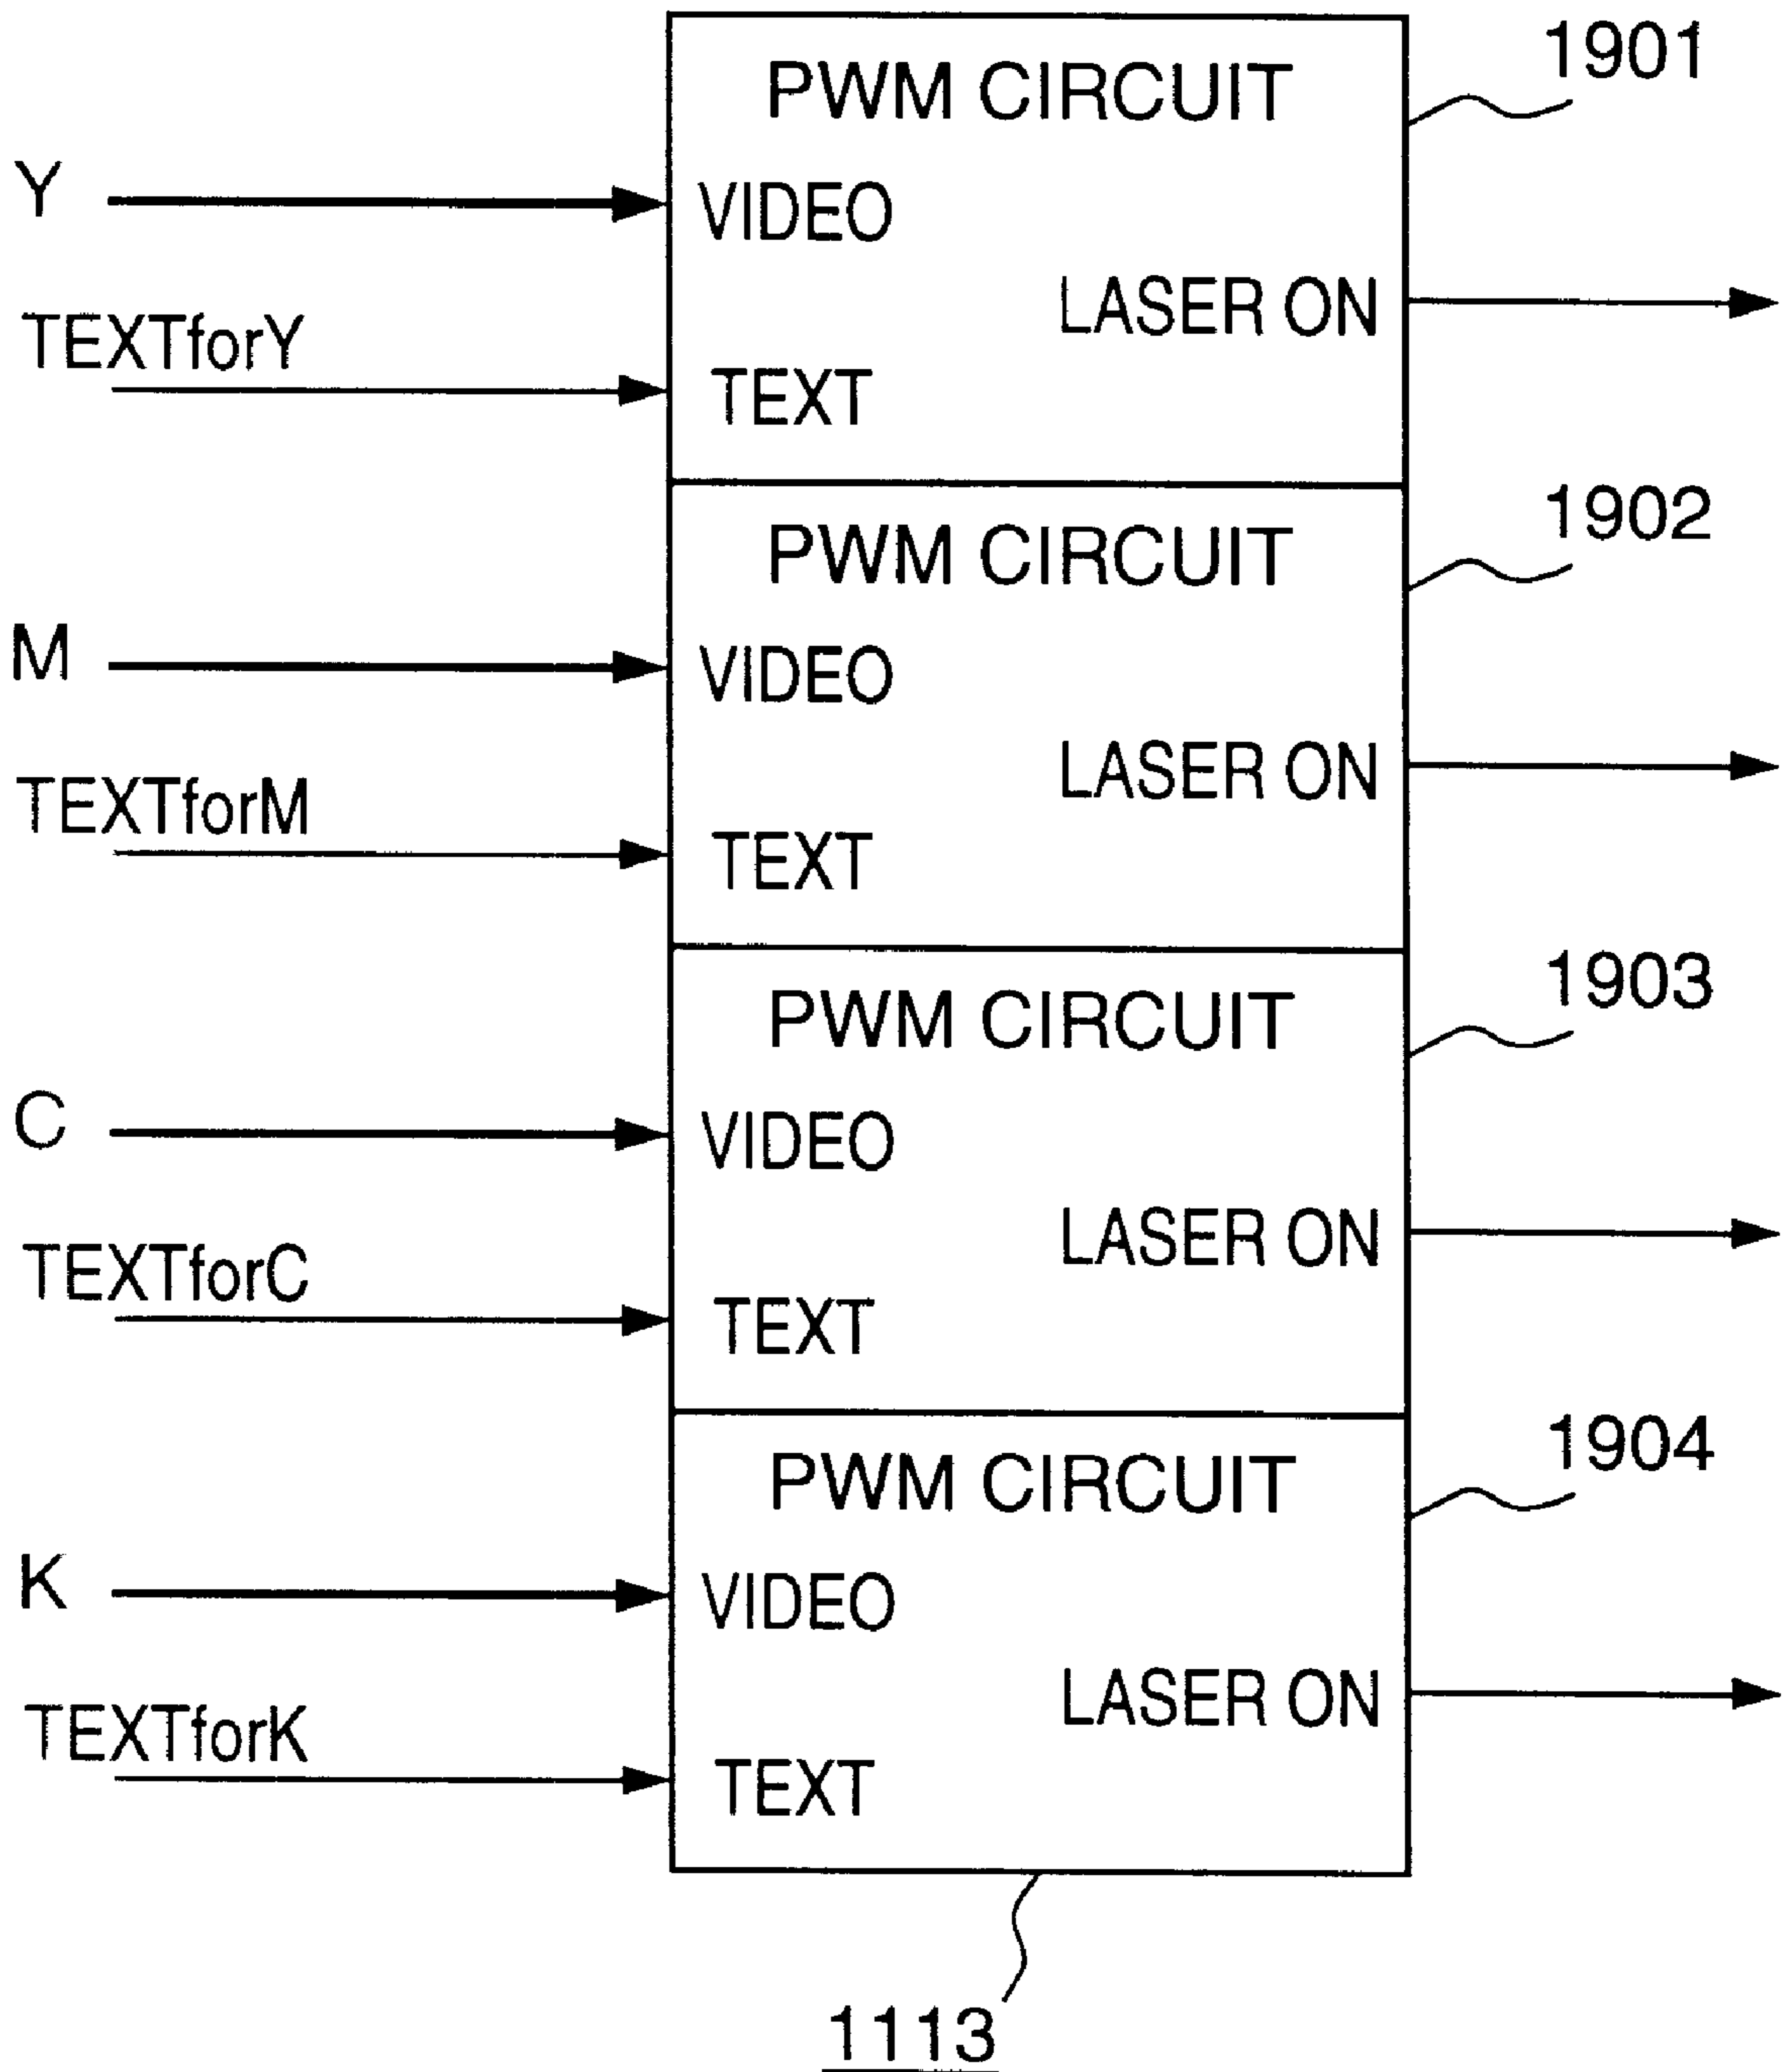 PWM CIRCUIT
1901
Y
VIDEO
LASER ON
TEXTforY
TEXT
PWM CIRCUIT
1902
M
VIDEO
LASER ON
TEXTforM
TEXT
PWM CIRCUIT
1903
C
VIDEO
LASER ON
TEXTforC
TEXT
PWM CIRCUIT
1904
K
VIDEO
LASER ON
TEXTforK
TEXT
1113